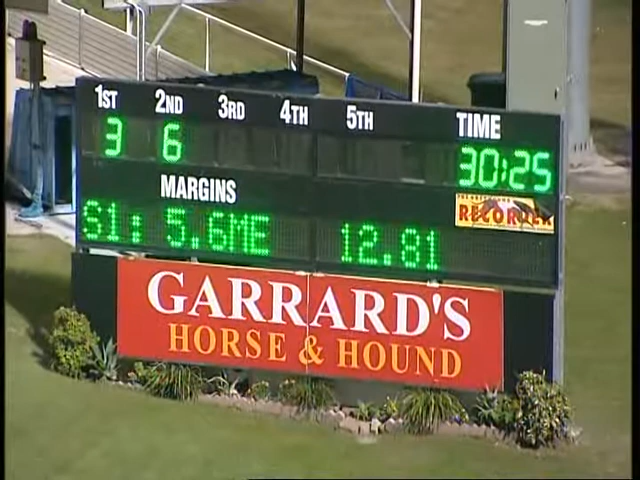 1ST 2ND 3RD 4TH 5TH TIME
3 6 30:25
MARGINS
S1: 5.6ME 12.81
RECORDER
GARRARD'S
HORSE & HOUND